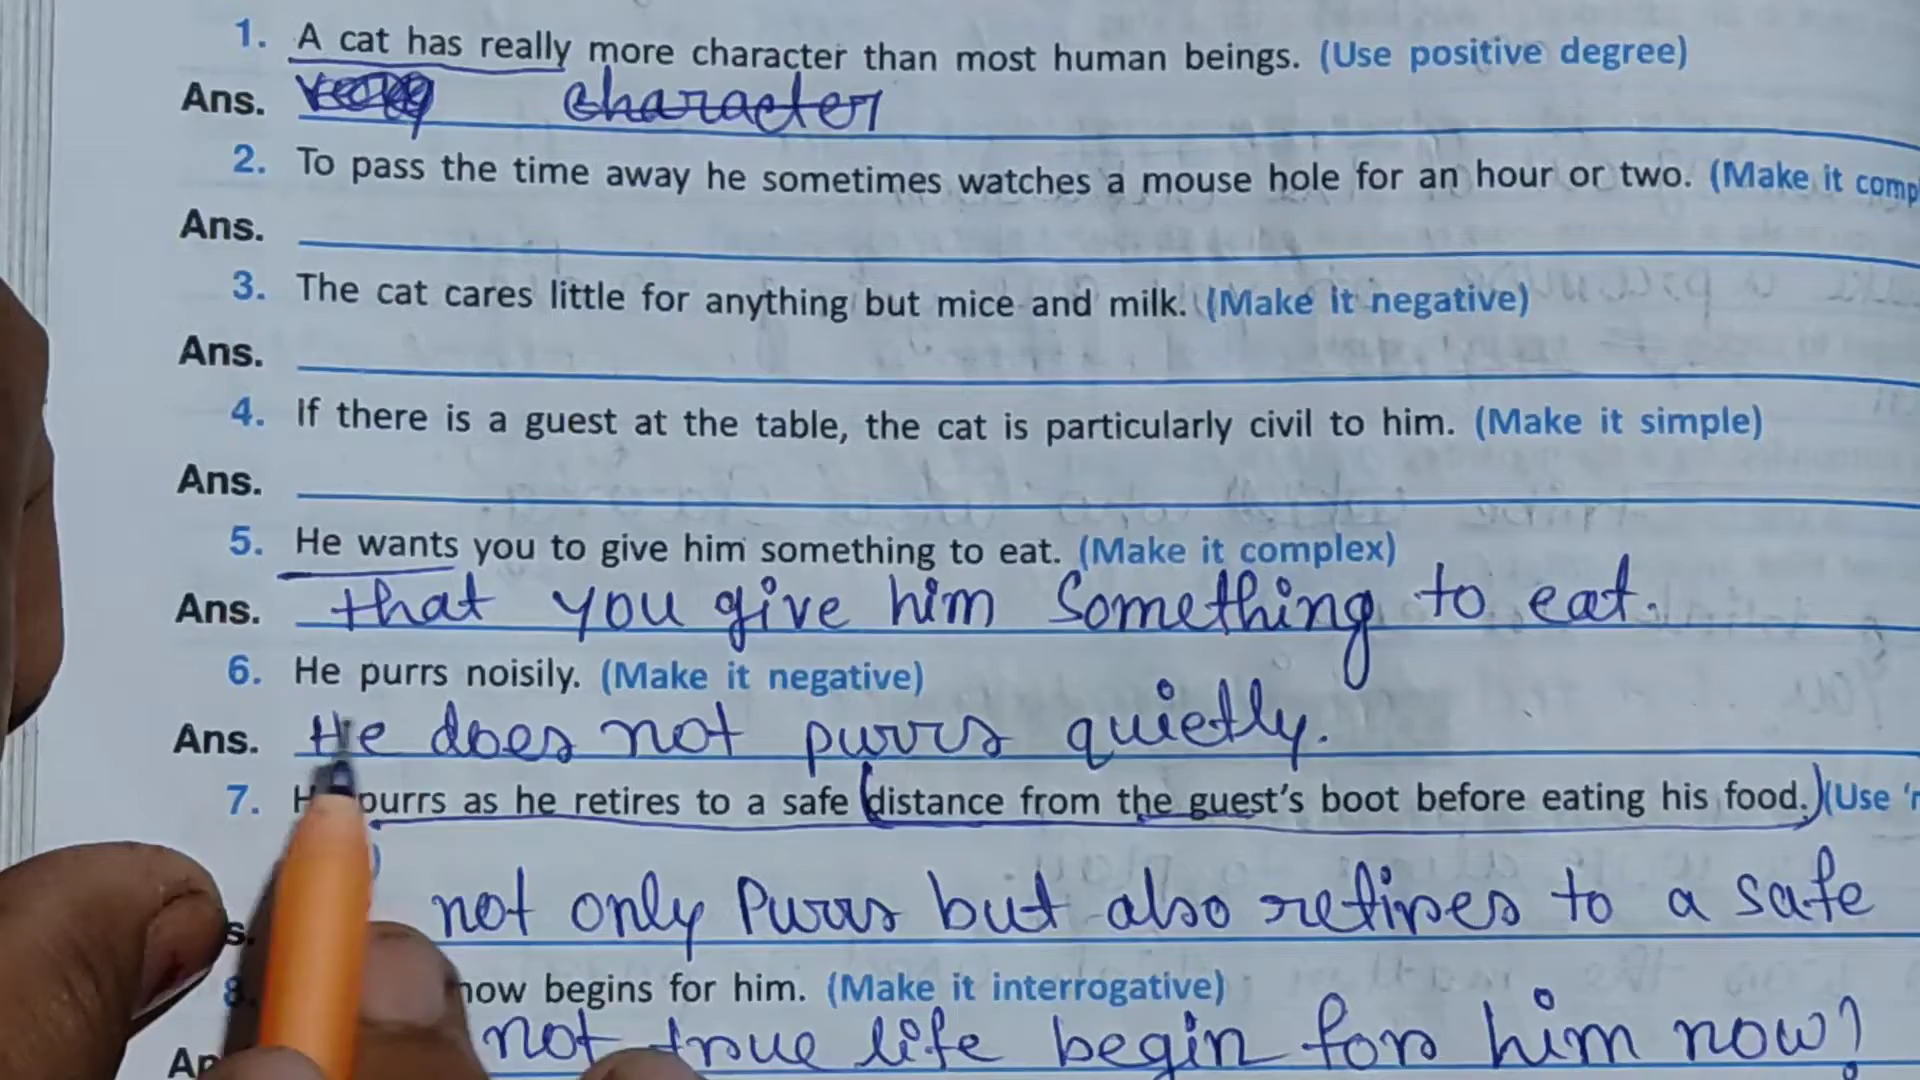 1. A cat has really more character than most human beings. (Use positive degree)
Ans. character
2. To pass the time away he sometimes watches a mouse hole for an hour or two. (Make it comp
Ans.
3. The cat cares little for anything but mice and milk. (Make it negative)
Ans.
4. If there is a guest at the table, the cat is particularly civil to him. (Make it simple)
Ans.
5. He wants you to give him something to eat. (Make it complex)
Ans. that you give him something to eat.
6. He purrs noisily. (Make it negative)
Ans. He does not purrs quietly.
7. H purrs as he retires to a safe (distance from the guest's boot before eating his food.) (Use 'n
s. not only Purrs but also retires to a safe
8. now begins for him. (Make it interrogative)
An not true life begin for him now?